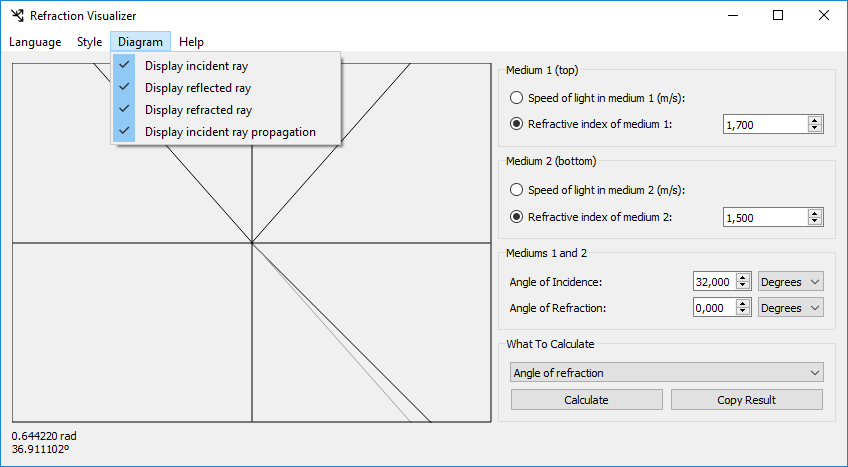 Refraction Visualizer
Language Style Diagram Help
Display incident ray
Display reflected ray
Display refracted ray
Display incident ray propagation
Medium 1 (top)
Speed of light in medium 1 (m/s):
Refractive index of medium 1: 1,700
Medium 2 (bottom)
Speed of light in medium 2 (m/s):
Refractive index of medium 2: 1,500
Mediums 1 and 2
Angle of Incidence: 32,000 Degrees
Angle of Refraction: 0,000 Degrees
What To Calculate
Angle of refraction
Calculate Copy Result
0.644220 rad
36.911102º